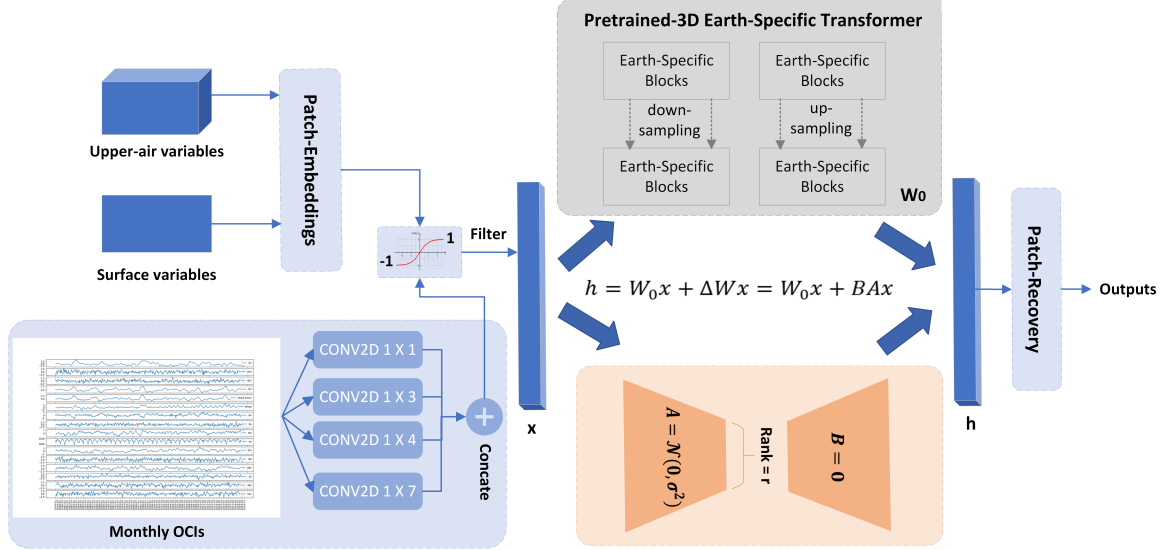 Pretrained-3D Earth-Specific Transformer
Earth-Specific
Blocks
Earth-Specific
Blocks
down-
sampling
up-
sampling
Earth-Specific
Blocks
Earth-Specific
Blocks
W0
Upper-air variables
Surface variables
Patch-Embeddings
1
-1
Filter
x
h = W₀x + ΔWx = W₀x + BAx
h
Patch-Recovery
Outputs
CONV2D 1 X 1
CONV2D 1 X 3
CONV2D 1 X 4
CONV2D 1 X 7
+
Concate
Monthly OCIs
A = 𝒩(0, σ²)
Rank = r
B = 0